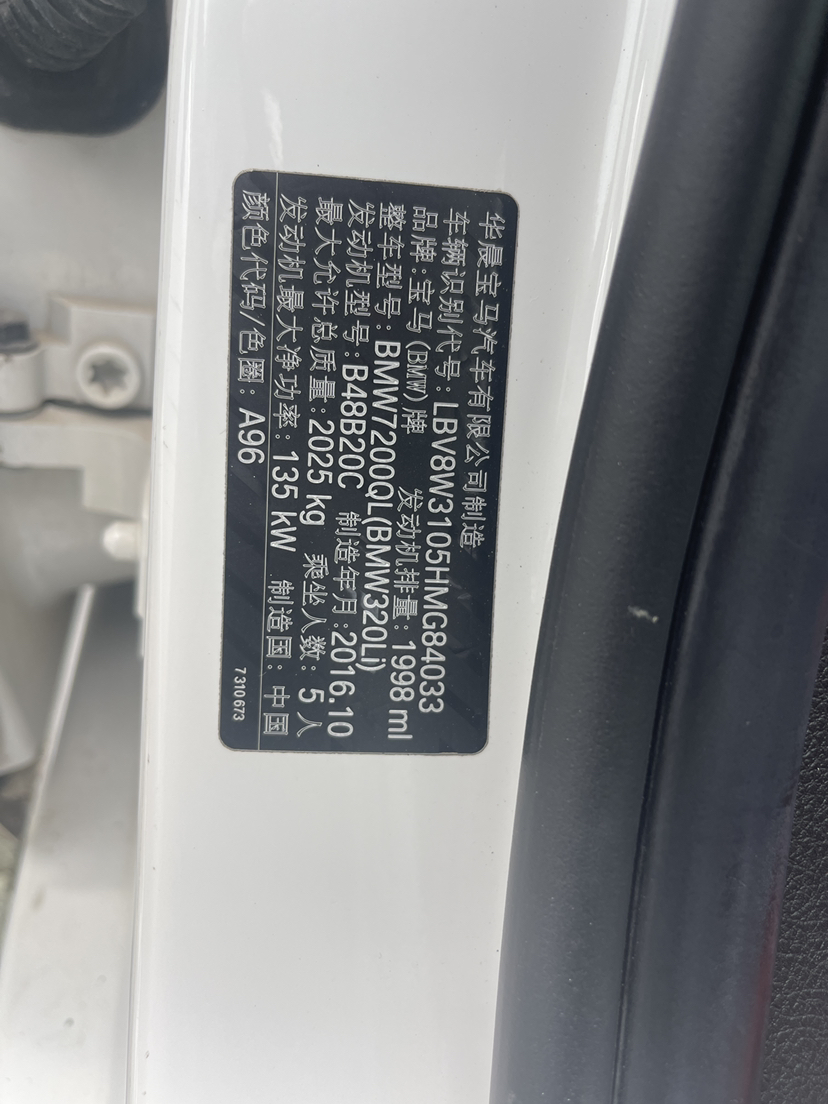 华晨宝马汽车有限公司制造
车辆识别代号:LBV8W3105HMG84033
品牌:宝马(BMW)牌 发动机排量:1998 ml
整车型号:BMW7200QL(BMW320Li)
发动机型号:B48B20C 制造年月:2016.10
最大允许总质量:2025 kg 乘坐人数:5人
发动机最大净功率:135 kW 制造国:中国
颜色代码/色圈:A96
7310673